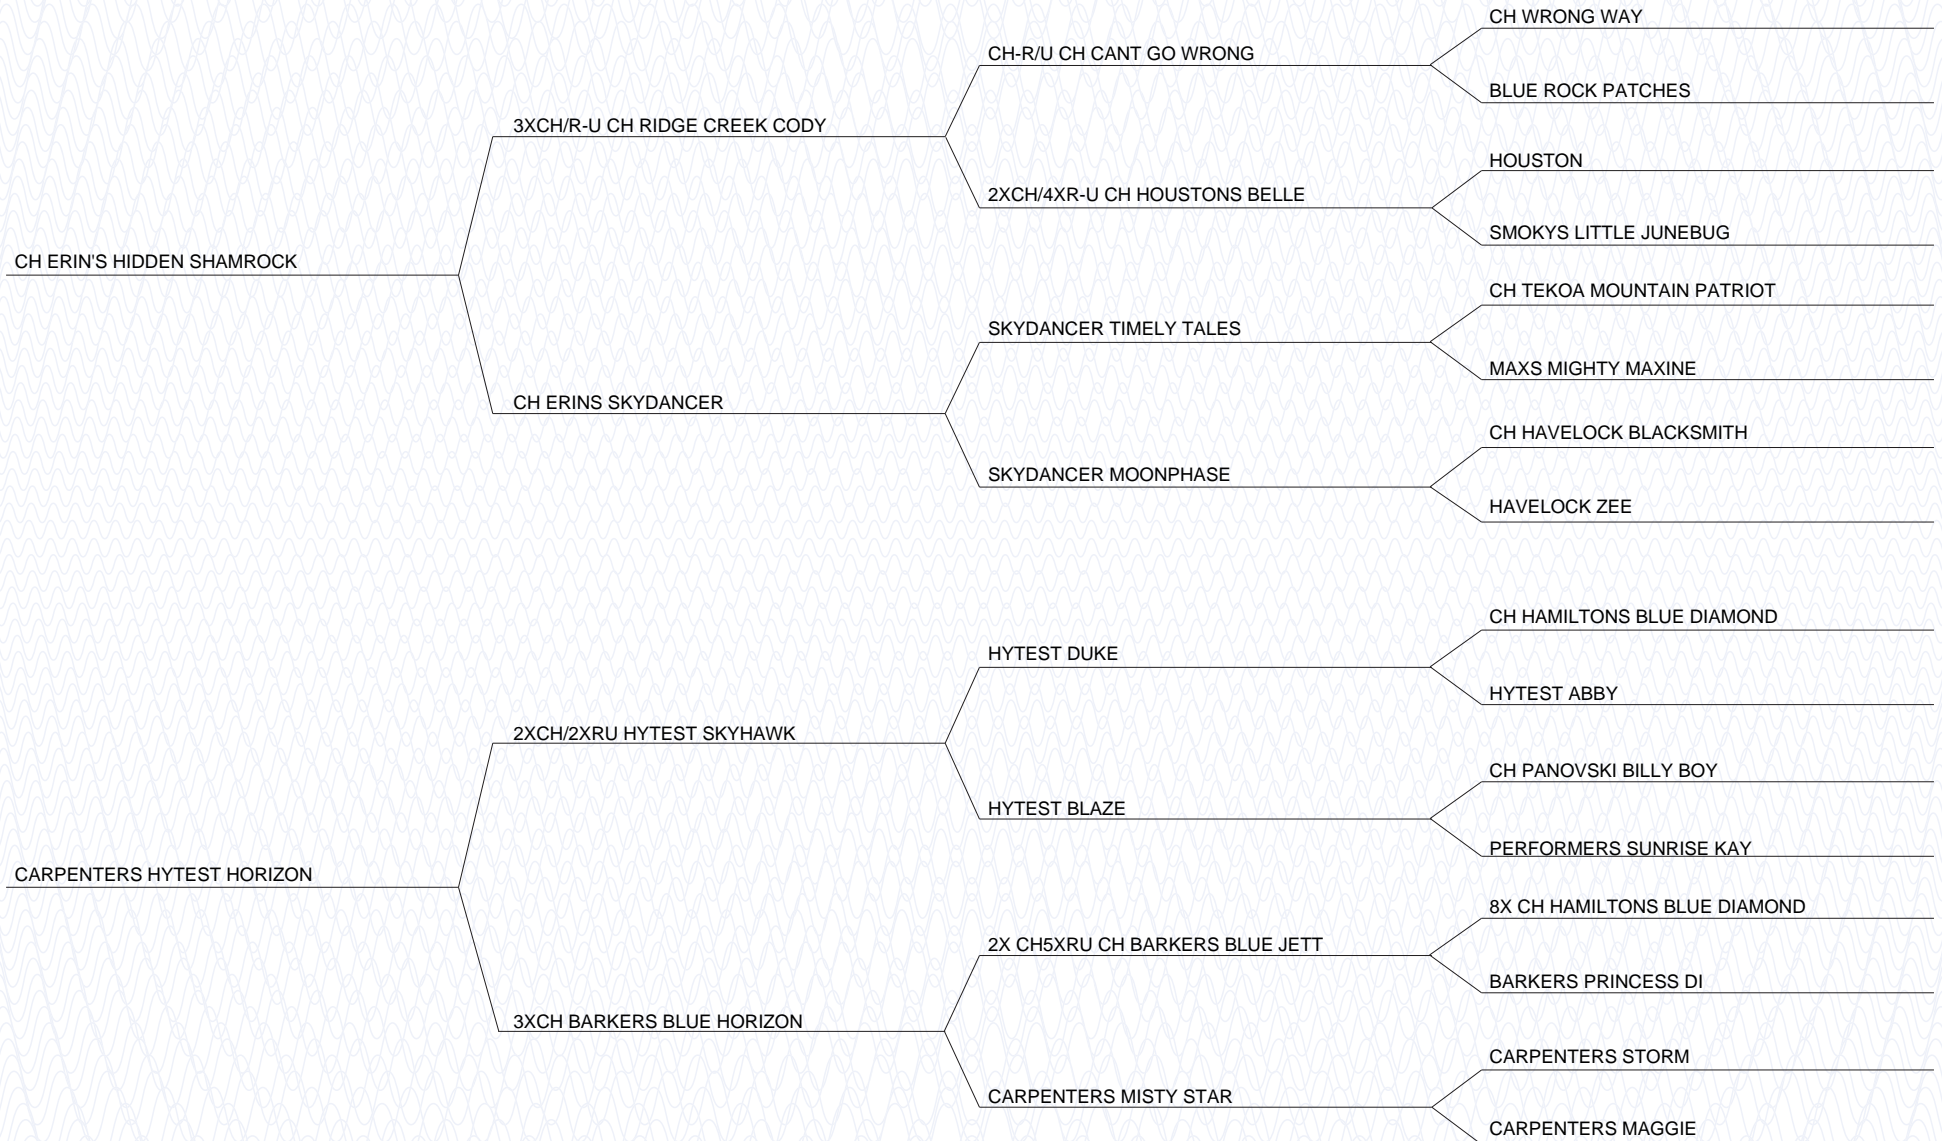 CH WRONG WAY
CH-R/U CH CANT GO WRONG
BLUE ROCK PATCHES
3XCH/R-U CH RIDGE CREEK CODY
HOUSTON
2XCH/4XR-U CH HOUSTONS BELLE
SMOKYS LITTLE JUNEBUG
CH ERIN'S HIDDEN SHAMROCK
CH TEKOA MOUNTAIN PATRIOT
SKYDANCER TIMELY TALES
MAXS MIGHTY MAXINE
CH ERINS SKYDANCER
CH HAVELOCK BLACKSMITH
SKYDANCER MOONPHASE
HAVELOCK ZEE
CH HAMILTONS BLUE DIAMOND
HYTEST DUKE
HYTEST ABBY
2XCH/2XRU HYTEST SKYHAWK
CH PANOVSKI BILLY BOY
HYTEST BLAZE
PERFORMERS SUNRISE KAY
CARPENTERS HYTEST HORIZON
8X CH HAMILTONS BLUE DIAMOND
2X CH5XRU CH BARKERS BLUE JETT
BARKERS PRINCESS DI
3XCH BARKERS BLUE HORIZON
CARPENTERS STORM
CARPENTERS MISTY STAR
CARPENTERS MAGGIE